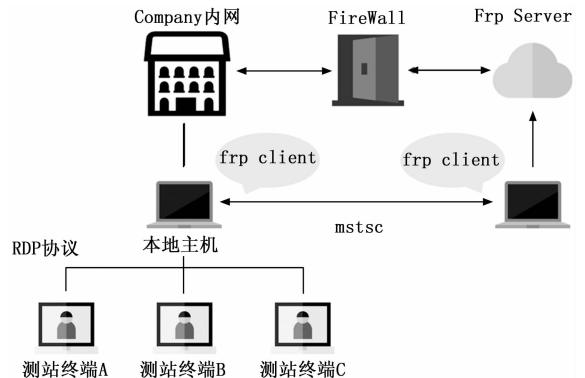 Company内网
FireWall
Frp Server
frp client
frp client
mstsc
本地主机
RDP协议
测站终端A
测站终端B
测站终端C